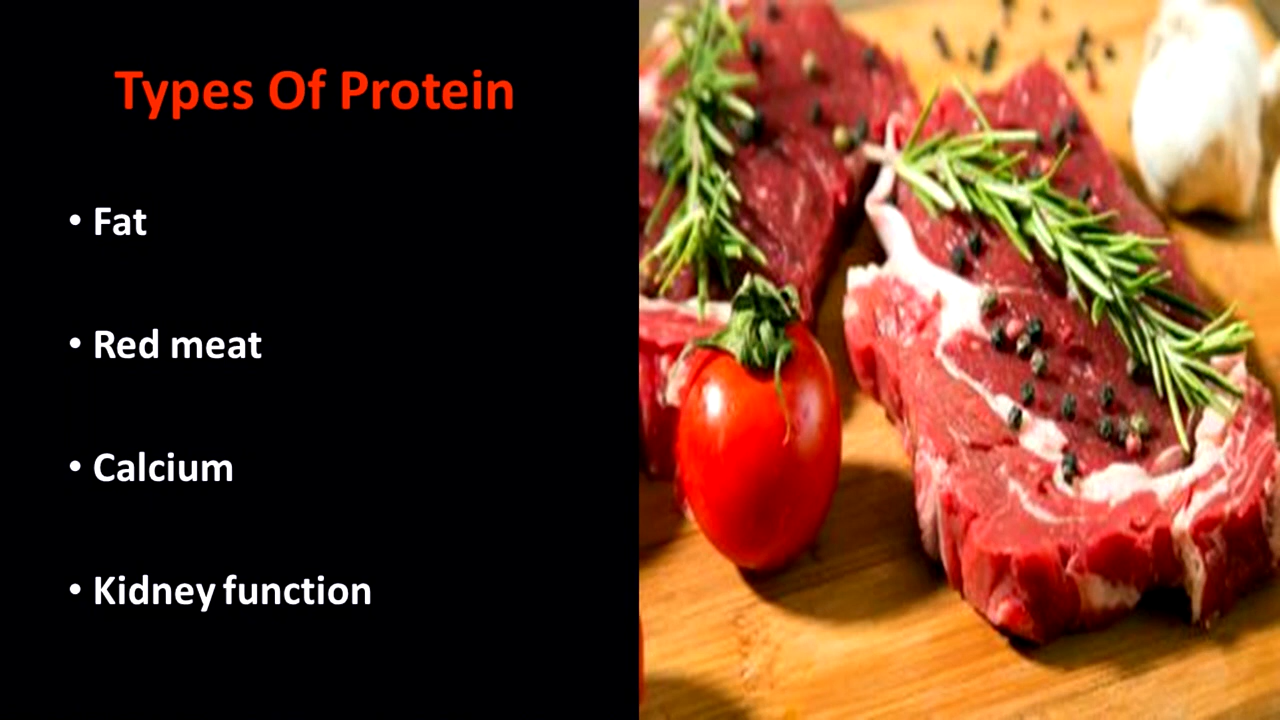 Types Of Protein
• Fat
• Red meat
• Calcium
• Kidney function